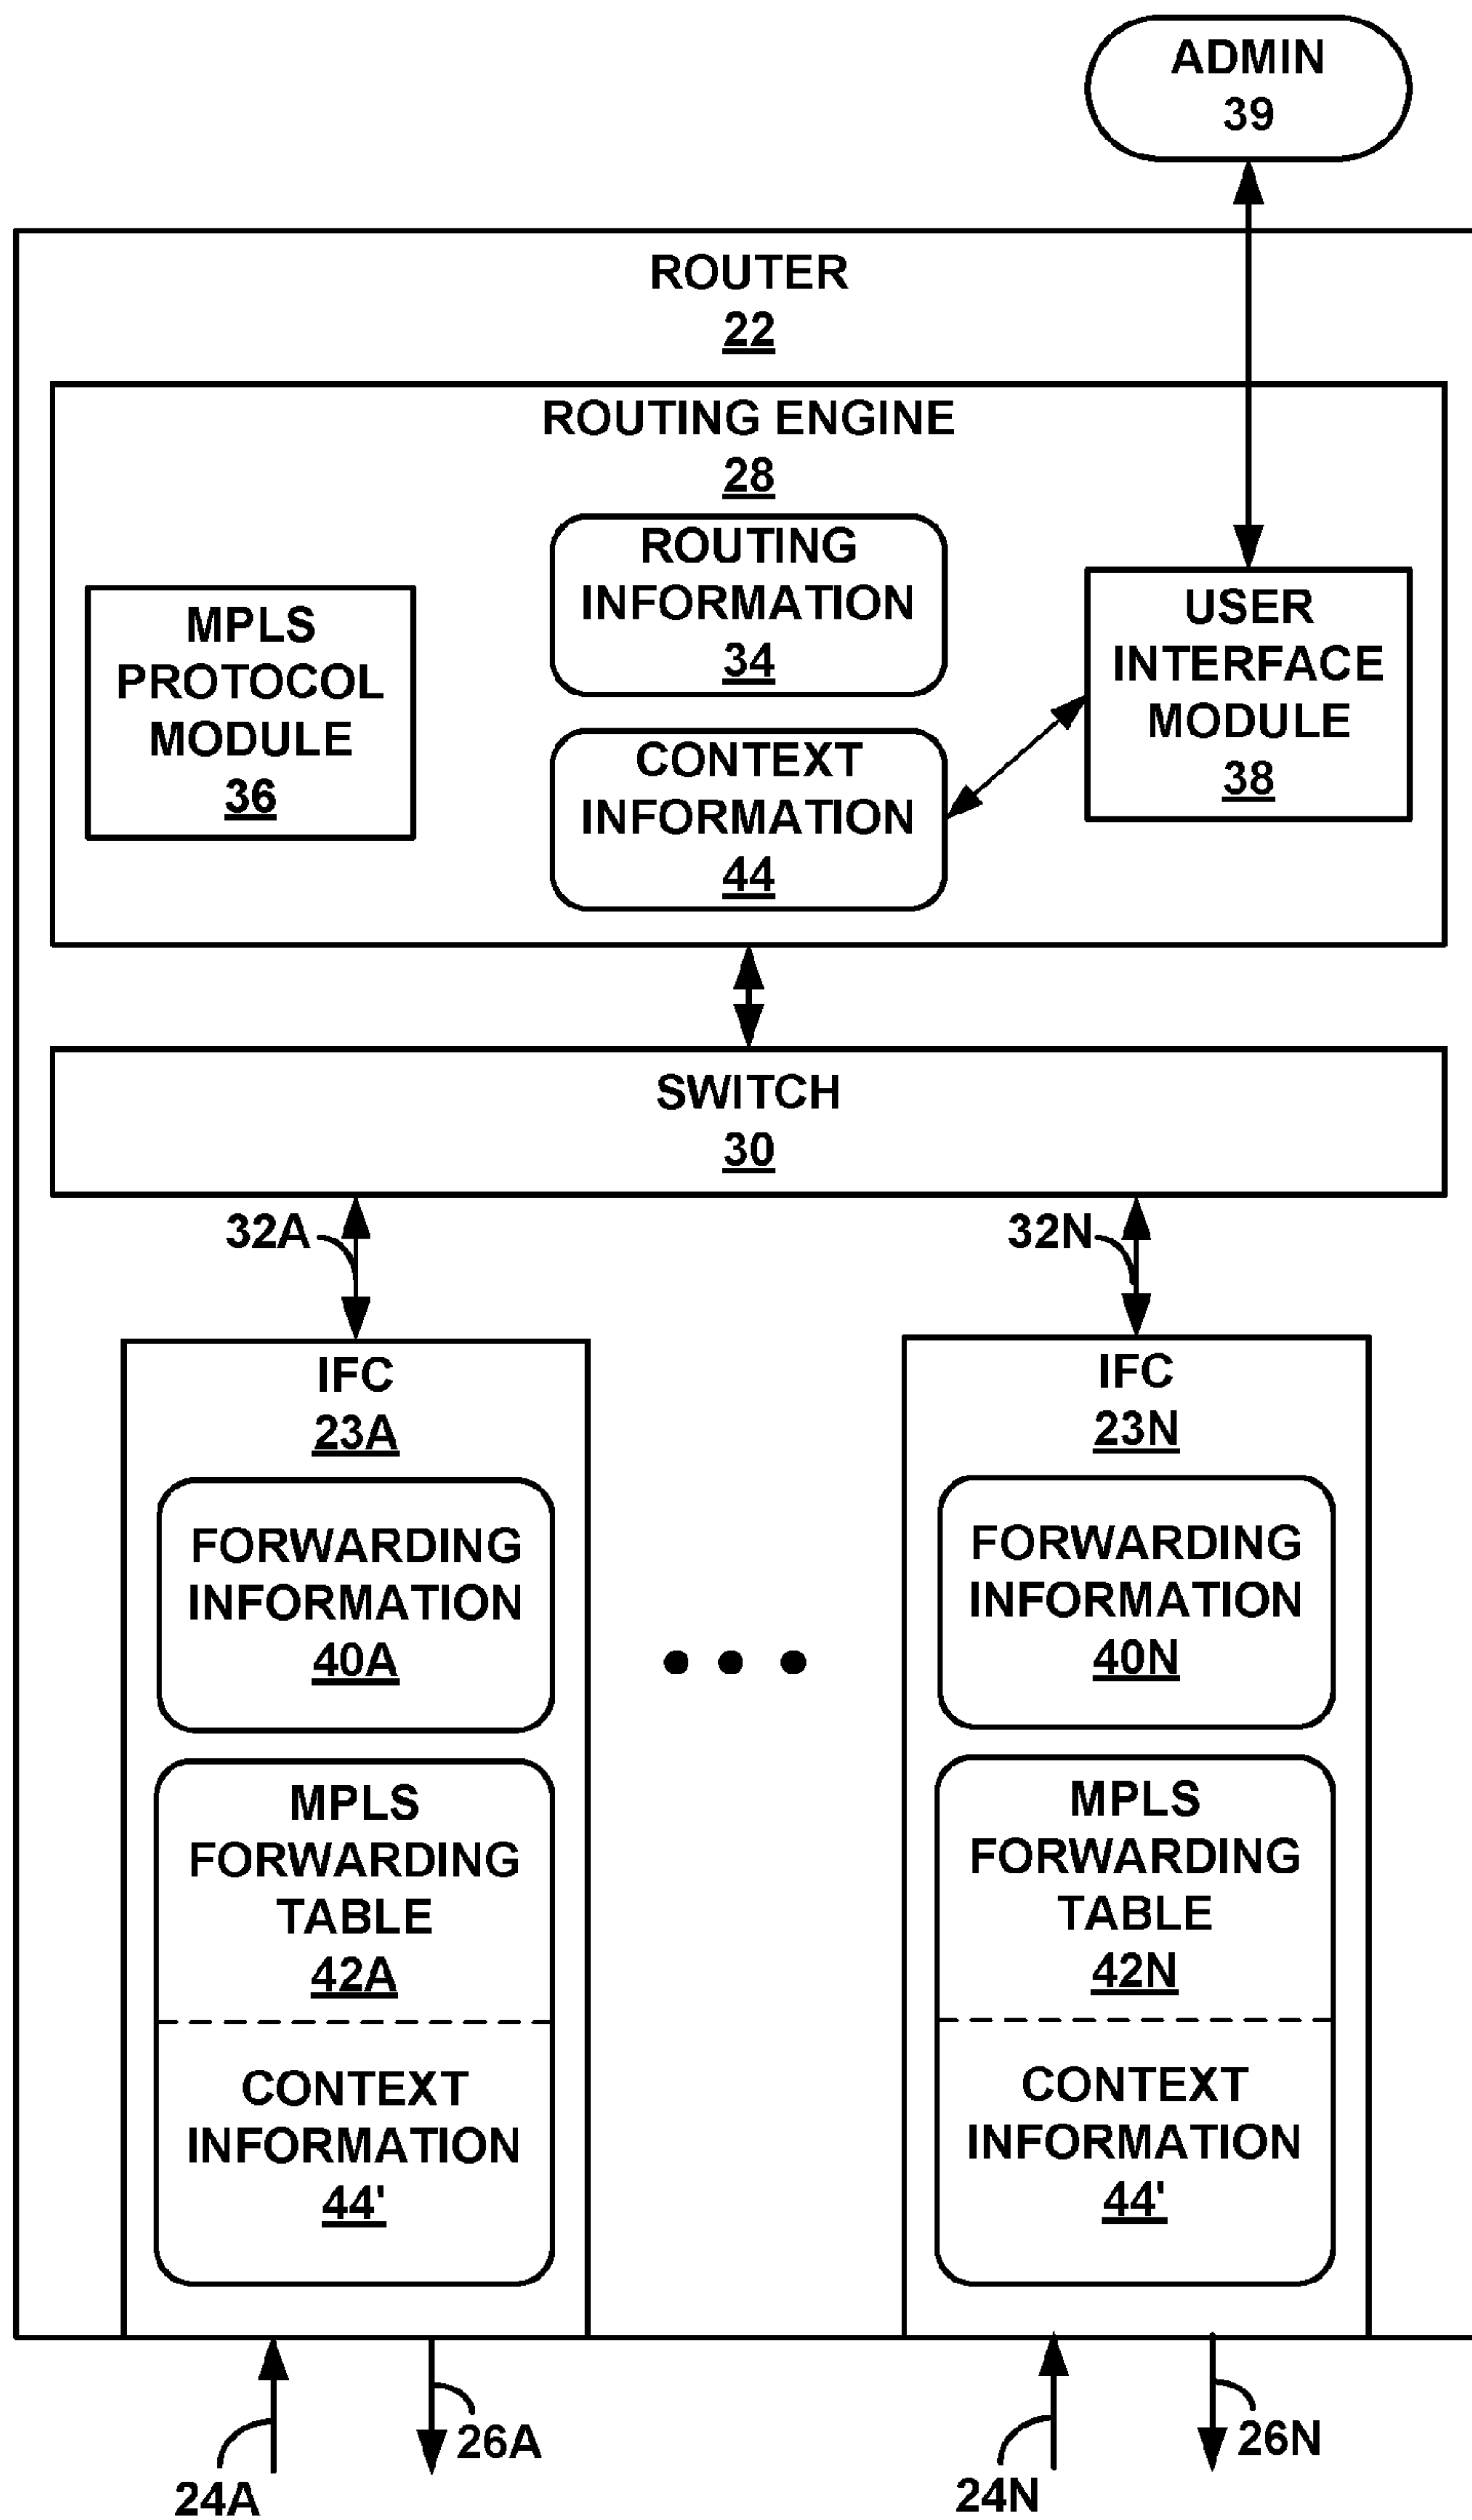 ADMIN
39
ROUTER
22
ROUTING ENGINE
28
ROUTING
INFORMATION
34
MPLS
PROTOCOL
MODULE
36
USER
INTERFACE
MODULE
38
CONTEXT
INFORMATION
44
SWITCH
30
32A
32N
IFC
23A
FORWARDING
INFORMATION
40A
MPLS
FORWARDING
TABLE
42A
CONTEXT
INFORMATION
44'
IFC
23N
FORWARDING
INFORMATION
40N
MPLS
FORWARDING
TABLE
42N
CONTEXT
INFORMATION
44'
24A
26A
24N
26N